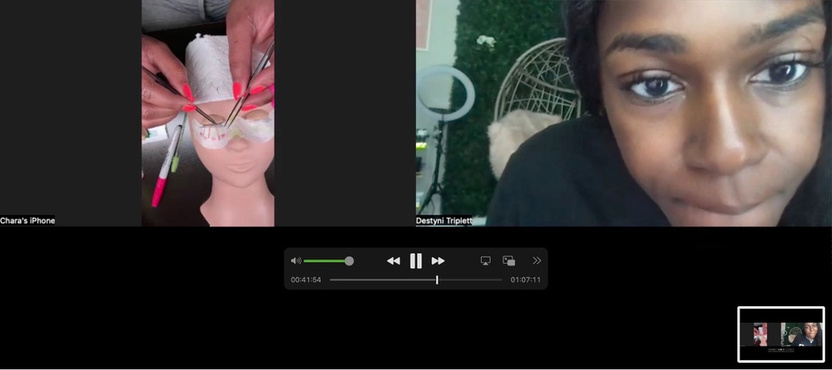 Chara's iPhone
Destyni Triplett
00:41:54
01:07:11